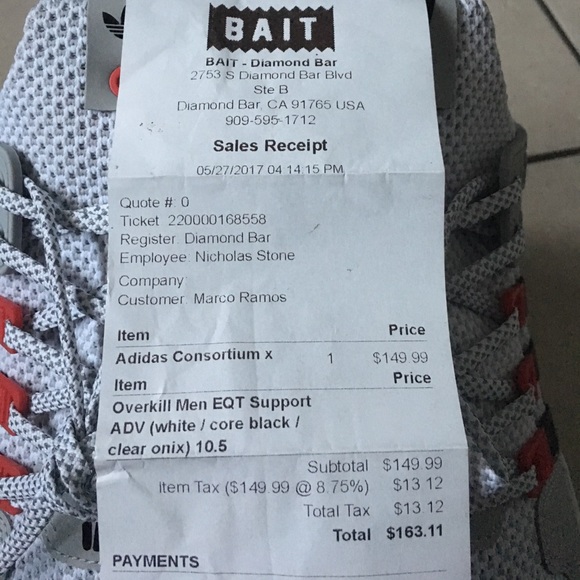 BAIT
BAIT - Diamond Bar
2753 S Diamond Bar Blvd
Ste B
Diamond Bar, CA 91765 USA
909-595-1712
Sales Receipt
05/27/2017 04 14 15 PM
Quote #: 0
Ticket 220000168558
Register: Diamond Bar
Employee: Nicholas Stone
Company
Customer: Marco Ramos
Item Price
Adidas Consortium x 1 $149.99
Item Price
Overkill Men EQT Support
ADV (white / core black /
clear onix) 10.5
Subtotal $149.99
Item Tax ($149.99 @ 8.75%) $13.12
Total Tax $13.12
Total $163.11
PAYMENTS